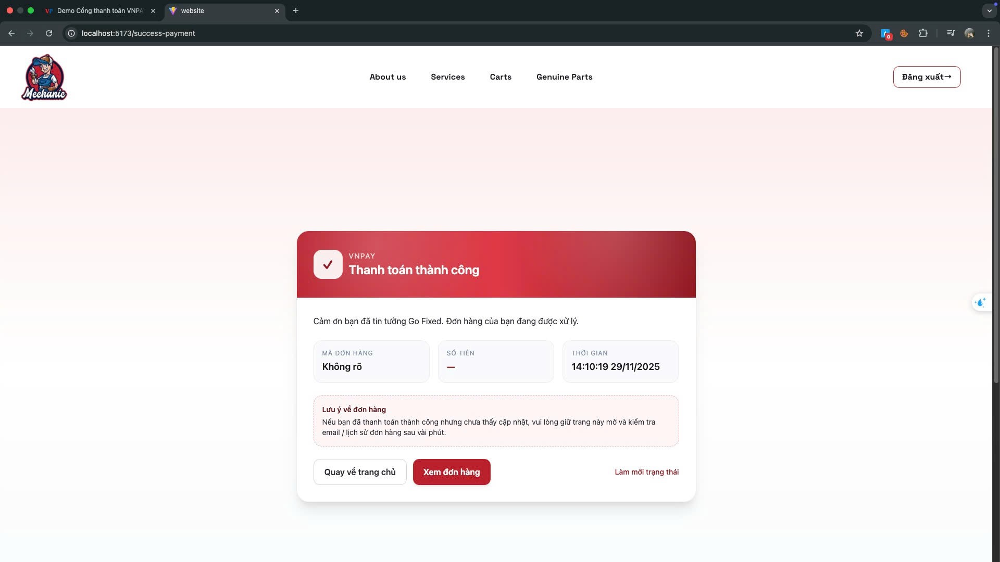 VP Demo Cổng thanh toán VNPA
website
localhost:5173/success-payment
0
Mechanic
About us
Services
Carts
Genuine Parts
Đăng xuất→
VNPAY
Thanh toán thành công
Cảm ơn bạn đã tin tưởng Go Fixed. Đơn hàng của bạn đang được xử lý.
MÃ ĐƠN HÀNG
Không rõ
SỐ TIỀN
—
THỜI GIAN
14:10:19 29/11/2025
Lưu ý về đơn hàng
Nếu bạn đã thanh toán thành công nhưng chưa thấy cập nhật, vui lòng giữ trang này mở và kiểm tra
email / lịch sử đơn hàng sau vài phút.
Quay về trang chủ
Xem đơn hàng
Làm mới trạng thái